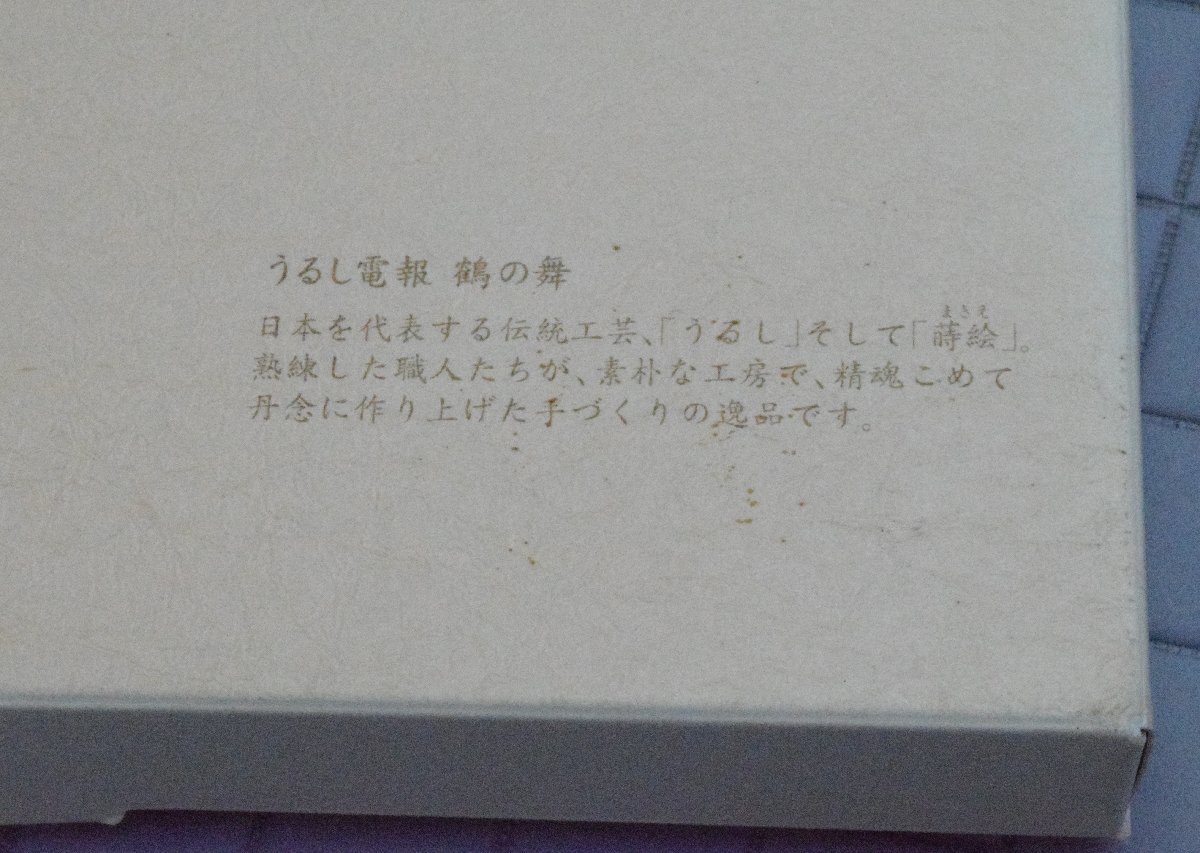 うるし電報 鶴の舞
日本を代表する伝統工芸、「うるし」そして「蒔絵」。
まきえ
熟練した職人たちが、素朴な工房で、精魂こめて
丹念に作り上げた手づくりの逸品です。